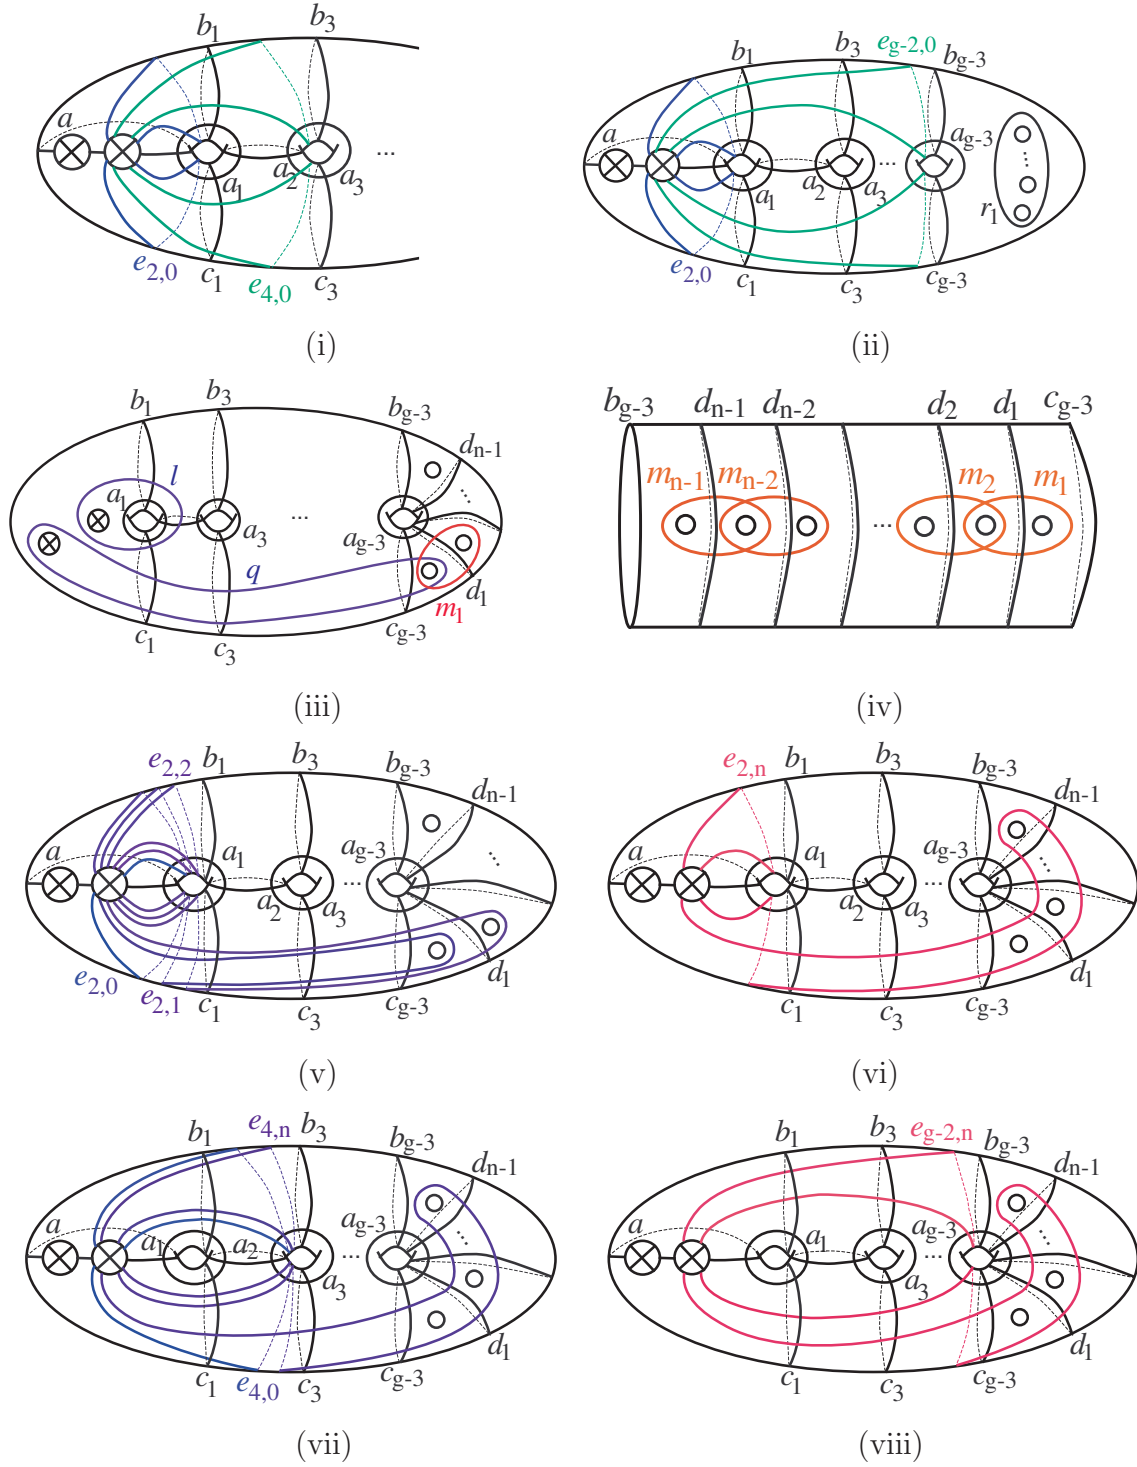 b1 b3
a
a1 a2 a3 ...
e2,0 c1 e4,0 c3
(i)
b1 b3 eg-2,0 bg-3
a ag-3
a1 a2 a3 ... r1
e2,0 c1 c3 cg-3
(ii)
b1 b3 bg-3 dn-1
a1 l ... a3 ag-3
q d1
c1 c3 cg-3 m1
(iii)
bg-3 dn-1 dn-2 d2 d1 cg-3
mn-1 mn-2 m2 m1
...
(iv)
e2,2 b1 b3 bg-3 dn-1
a a1 ag-3 ...
a2 a3 ...
e2,0 e2,1 c1 c3 cg-3 d1
(v)
e2,n b1 b3 bg-3 dn-1
a a1 ag-3 ...
a2 a3 ...
c1 c3 cg-3 d1
(vi)
b1 e4,n b3 bg-3 dn-1
a a1 a2 ag-3 ...
a3 ...
c1 e4,0 c3 cg-3 d1
(vii)
b1 b3 eg-2,n bg-3 dn-1
a a1 ag-3 ...
a3 ...
c1 c3 cg-3 d1
(viii)